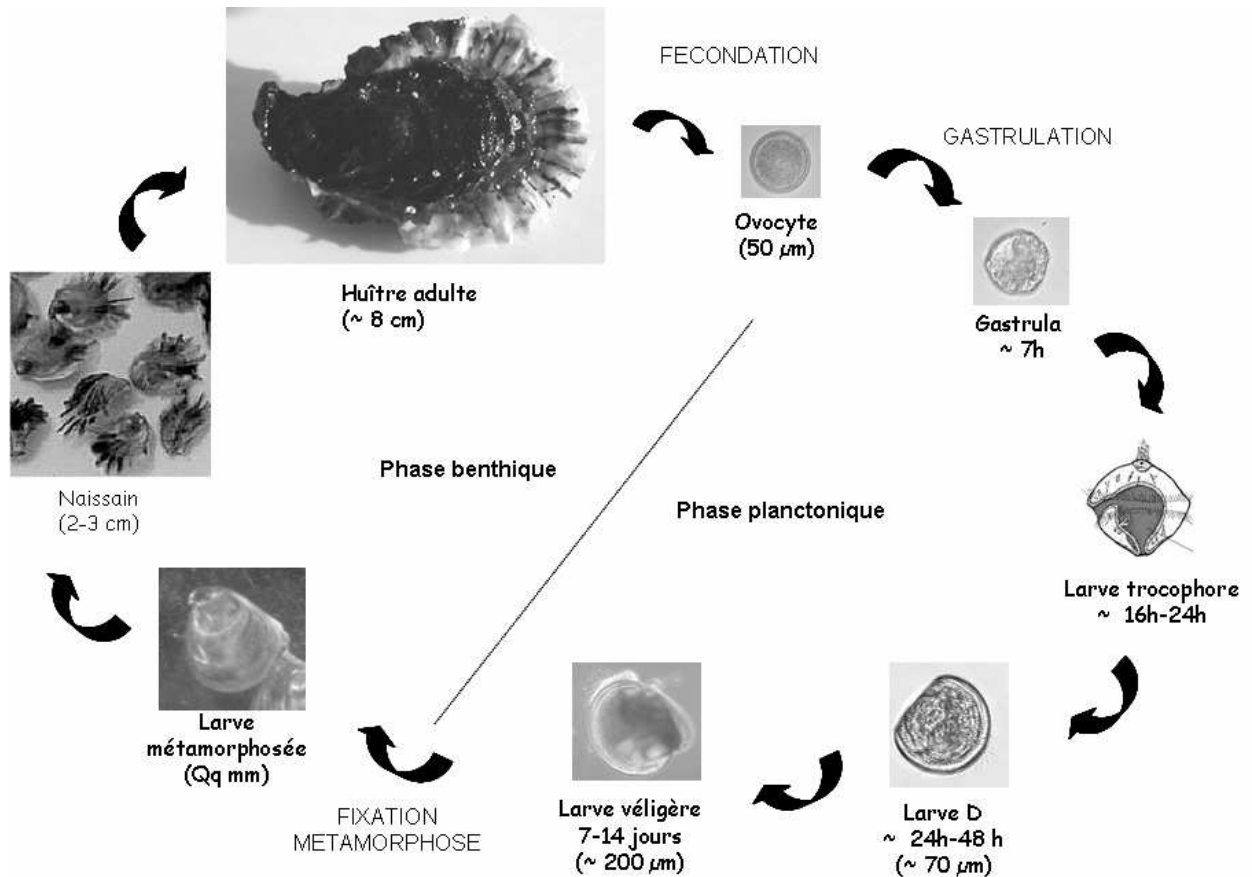 FECONDATION
GASTRULATION
Ovocyte
(50 µm)
Gastrula
~ 7h
Huître adulte
(~ 8 cm)
Phase benthique
Phase planctonique
Naissain
(2-3 cm)
Larve trocophore
~ 16h-24h
Larve
métamorphosée
(Qq mm)
FIXATION
METAMORPHOSE
Larve véligère
7-14 jours
(~ 200 µm)
Larve D
~ 24h-48 h
(~ 70 µm)